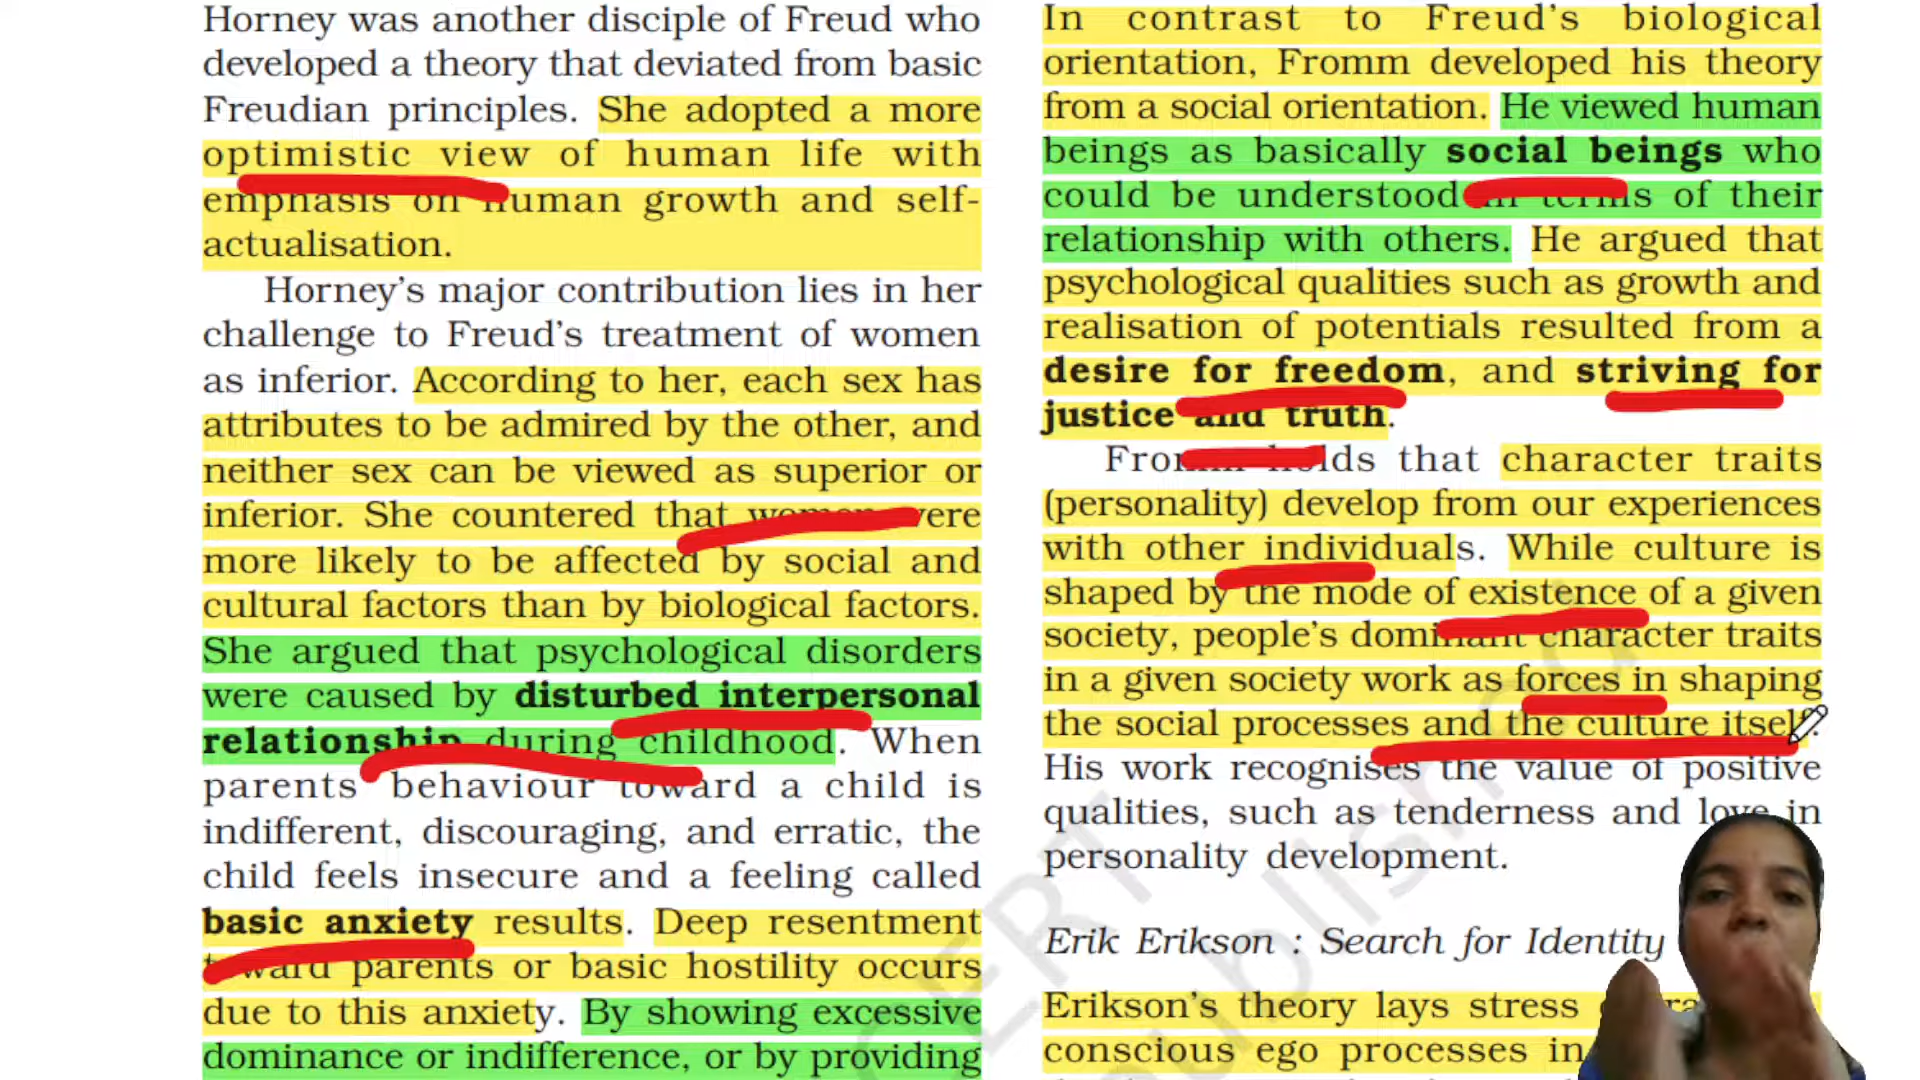 Horney was another disciple of Freud who
developed a theory that deviated from basic
Freudian principles. She adopted a more
optimistic view of human life with
emphasis on human growth and self-
actualisation.
Horney's major contribution lies in her
challenge to Freud's treatment of women
as inferior. According to her, each sex has
attributes to be admired by the other, and
neither sex can be viewed as superior or
inferior. She countered that women were
more likely to be affected by social and
cultural factors than by biological factors.
She argued that psychological disorders
were caused by disturbed interpersonal
relationship during childhood. When
parents' behaviour toward a child is
indifferent, discouraging, and erratic, the
child feels insecure and a feeling called
basic anxiety results. Deep resentment
toward parents or basic hostility occurs
due to this anxiety. By showing excessive
dominance or indifference, or by providing
In contrast to Freud's biological
orientation, Fromm developed his theory
from a social orientation. He viewed human
beings as basically social beings who
could be understood in terms of their
relationship with others. He argued that
psychological qualities such as growth and
realisation of potentials resulted from a
desire for freedom, and striving for
justice and truth.
Fromm holds that character traits
(personality) develop from our experiences
with other individuals. While culture is
shaped by the mode of existence of a given
society, people's dominant character traits
in a given society work as forces in shaping
the social processes and the culture itself.
His work recognises the value of positive
qualities, such as tenderness and love in
personality development.
Erik Erikson : Search for Identity
Erikson's theory lays stress
conscious ego processes in